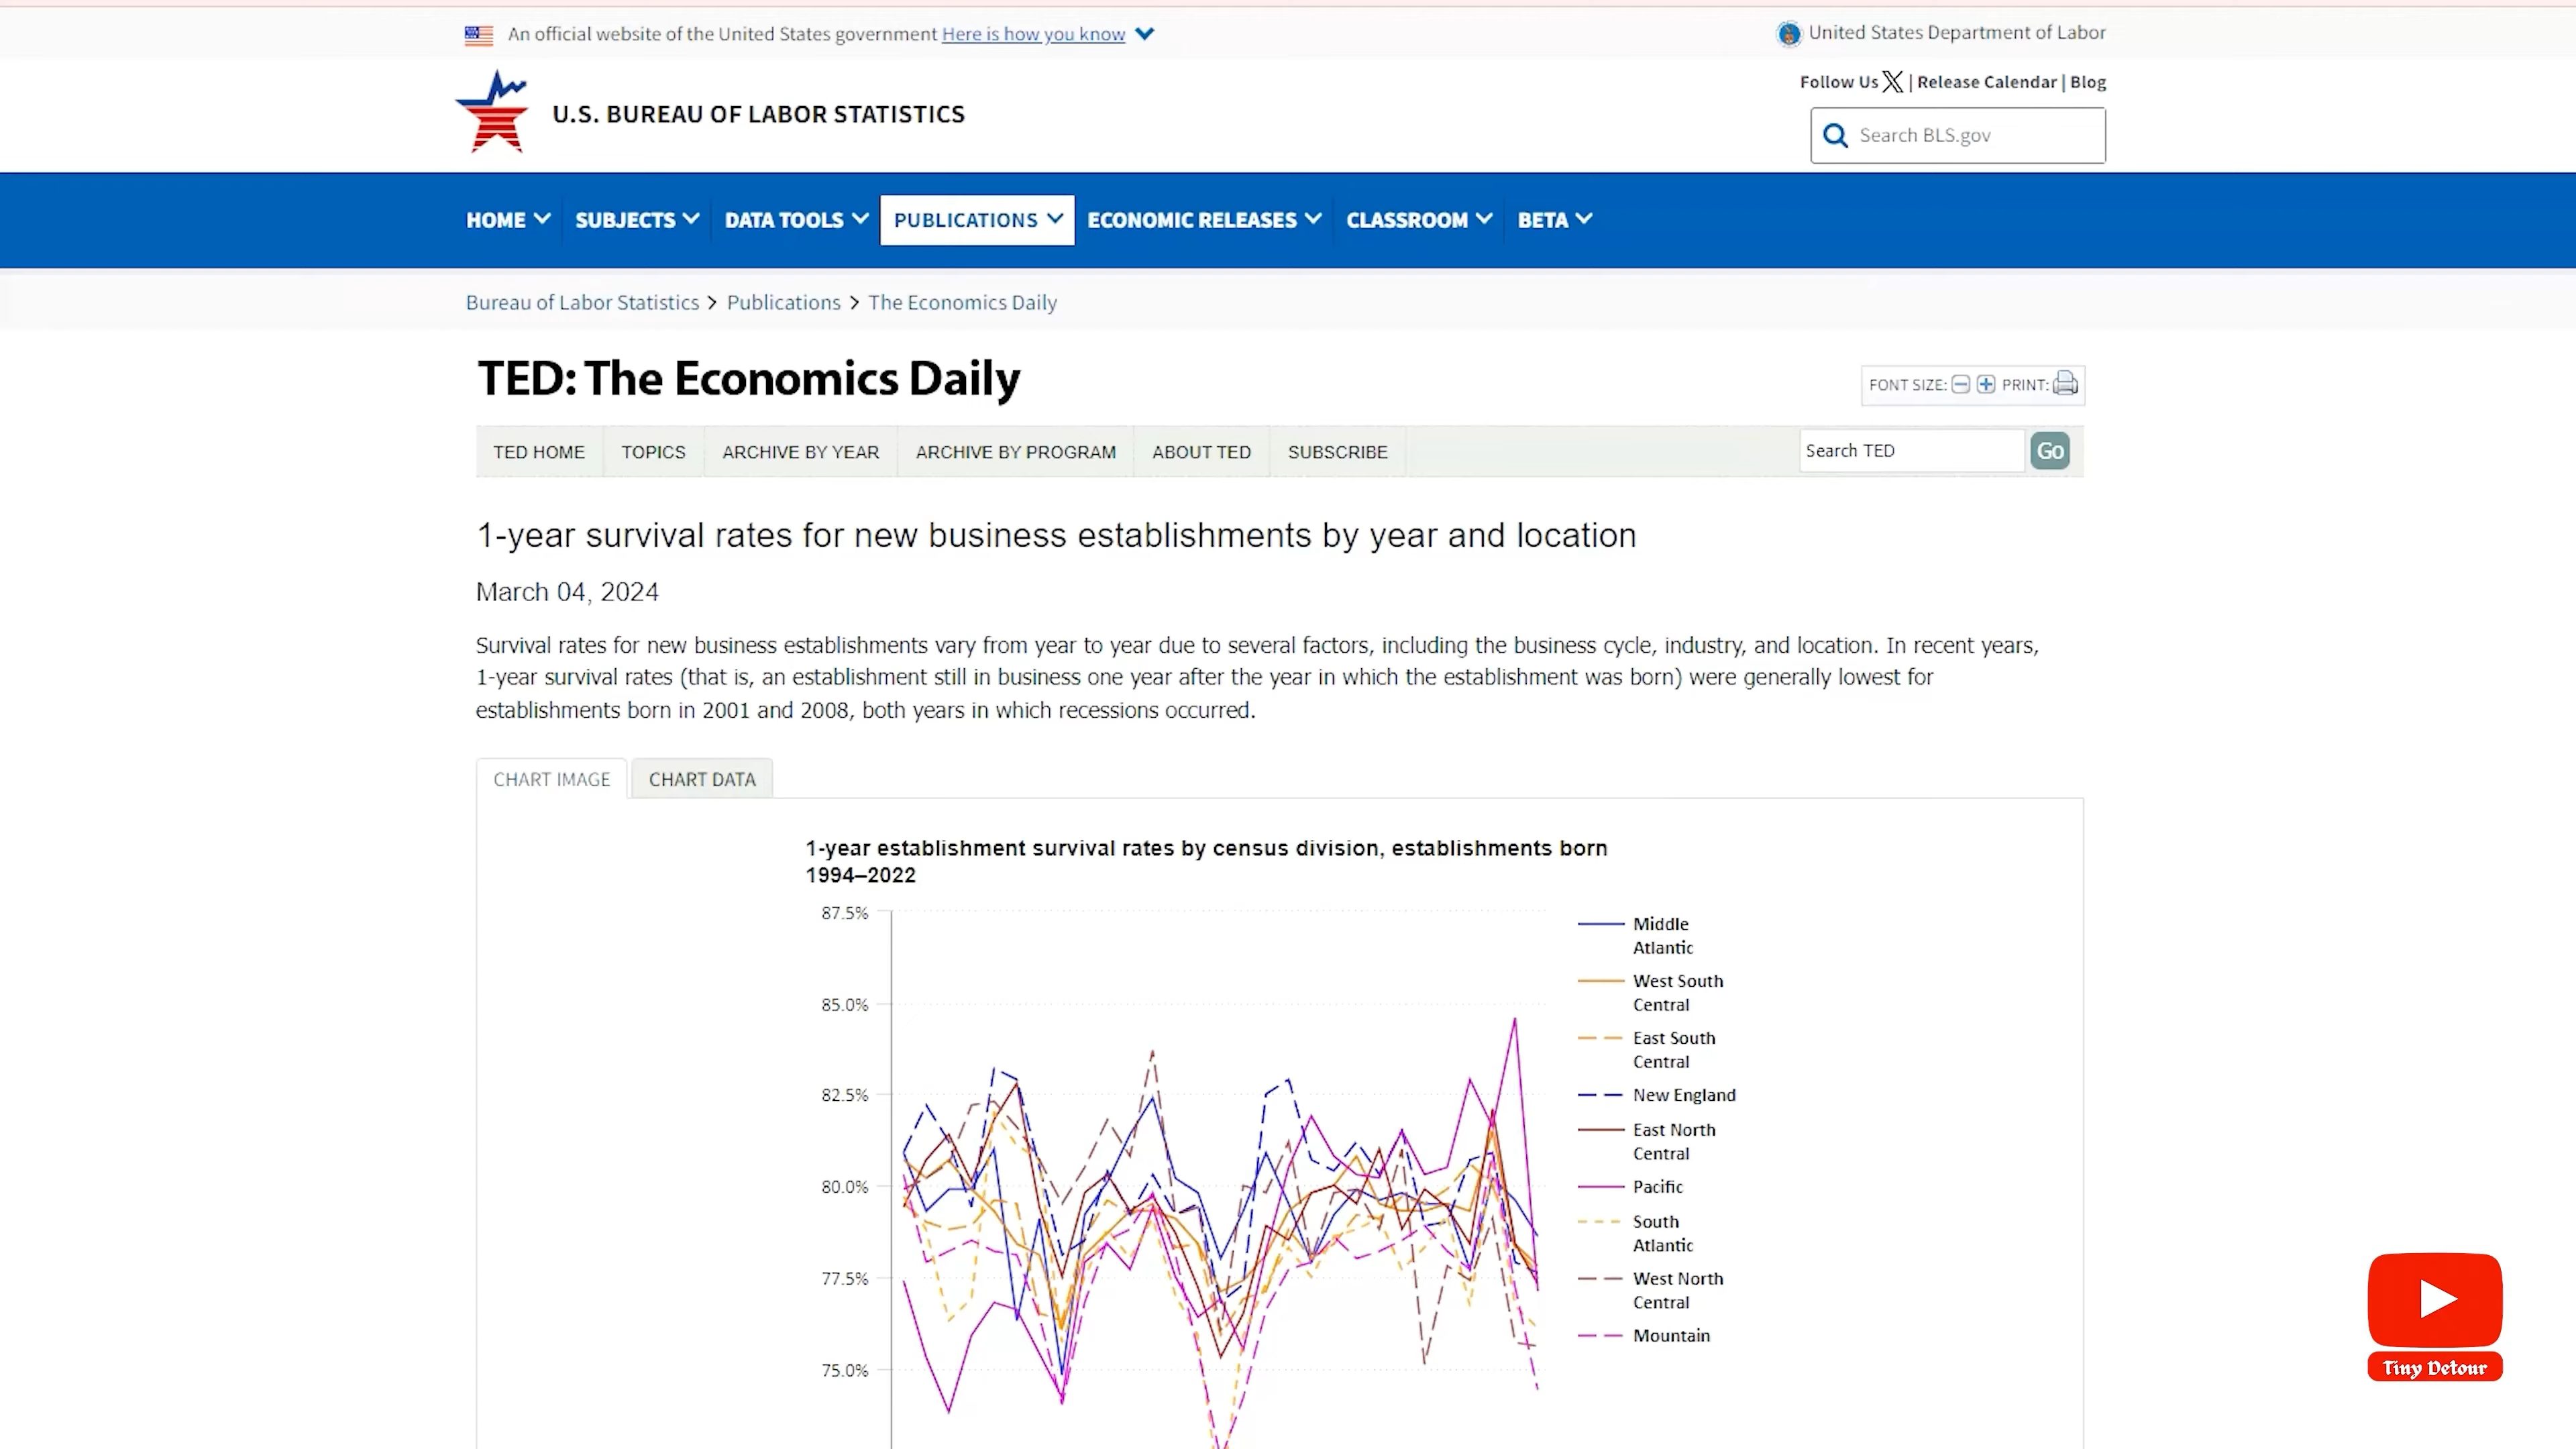 An official website of the United States government Here is how you know
United States Department of Labor
Follow Us X | Release Calendar | Blog
U.S. BUREAU OF LABOR STATISTICS
Search BLS.gov
HOME SUBJECTS DATA TOOLS PUBLICATIONS ECONOMIC RELEASES CLASSROOM BETA
Bureau of Labor Statistics > Publications > The Economics Daily
TED: The Economics Daily
FONT SIZE: PRINT:
TED HOME TOPICS ARCHIVE BY YEAR ARCHIVE BY PROGRAM ABOUT TED SUBSCRIBE Search TED Go
1-year survival rates for new business establishments by year and location
March 04, 2024
Survival rates for new business establishments vary from year to year due to several factors, including the business cycle, industry, and location. In recent years,
1-year survival rates (that is, an establishment still in business one year after the year in which the establishment was born) were generally lowest for
establishments born in 2001 and 2008, both years in which recessions occurred.
CHART IMAGE CHART DATA
1-year establishment survival rates by census division, establishments born
1994–2022
87.5%
85.0%
82.5%
80.0%
77.5%
75.0%
Middle
Atlantic
West South
Central
East South
Central
New England
East North
Central
Pacific
South
Atlantic
West North
Central
Mountain
Tiny Detour